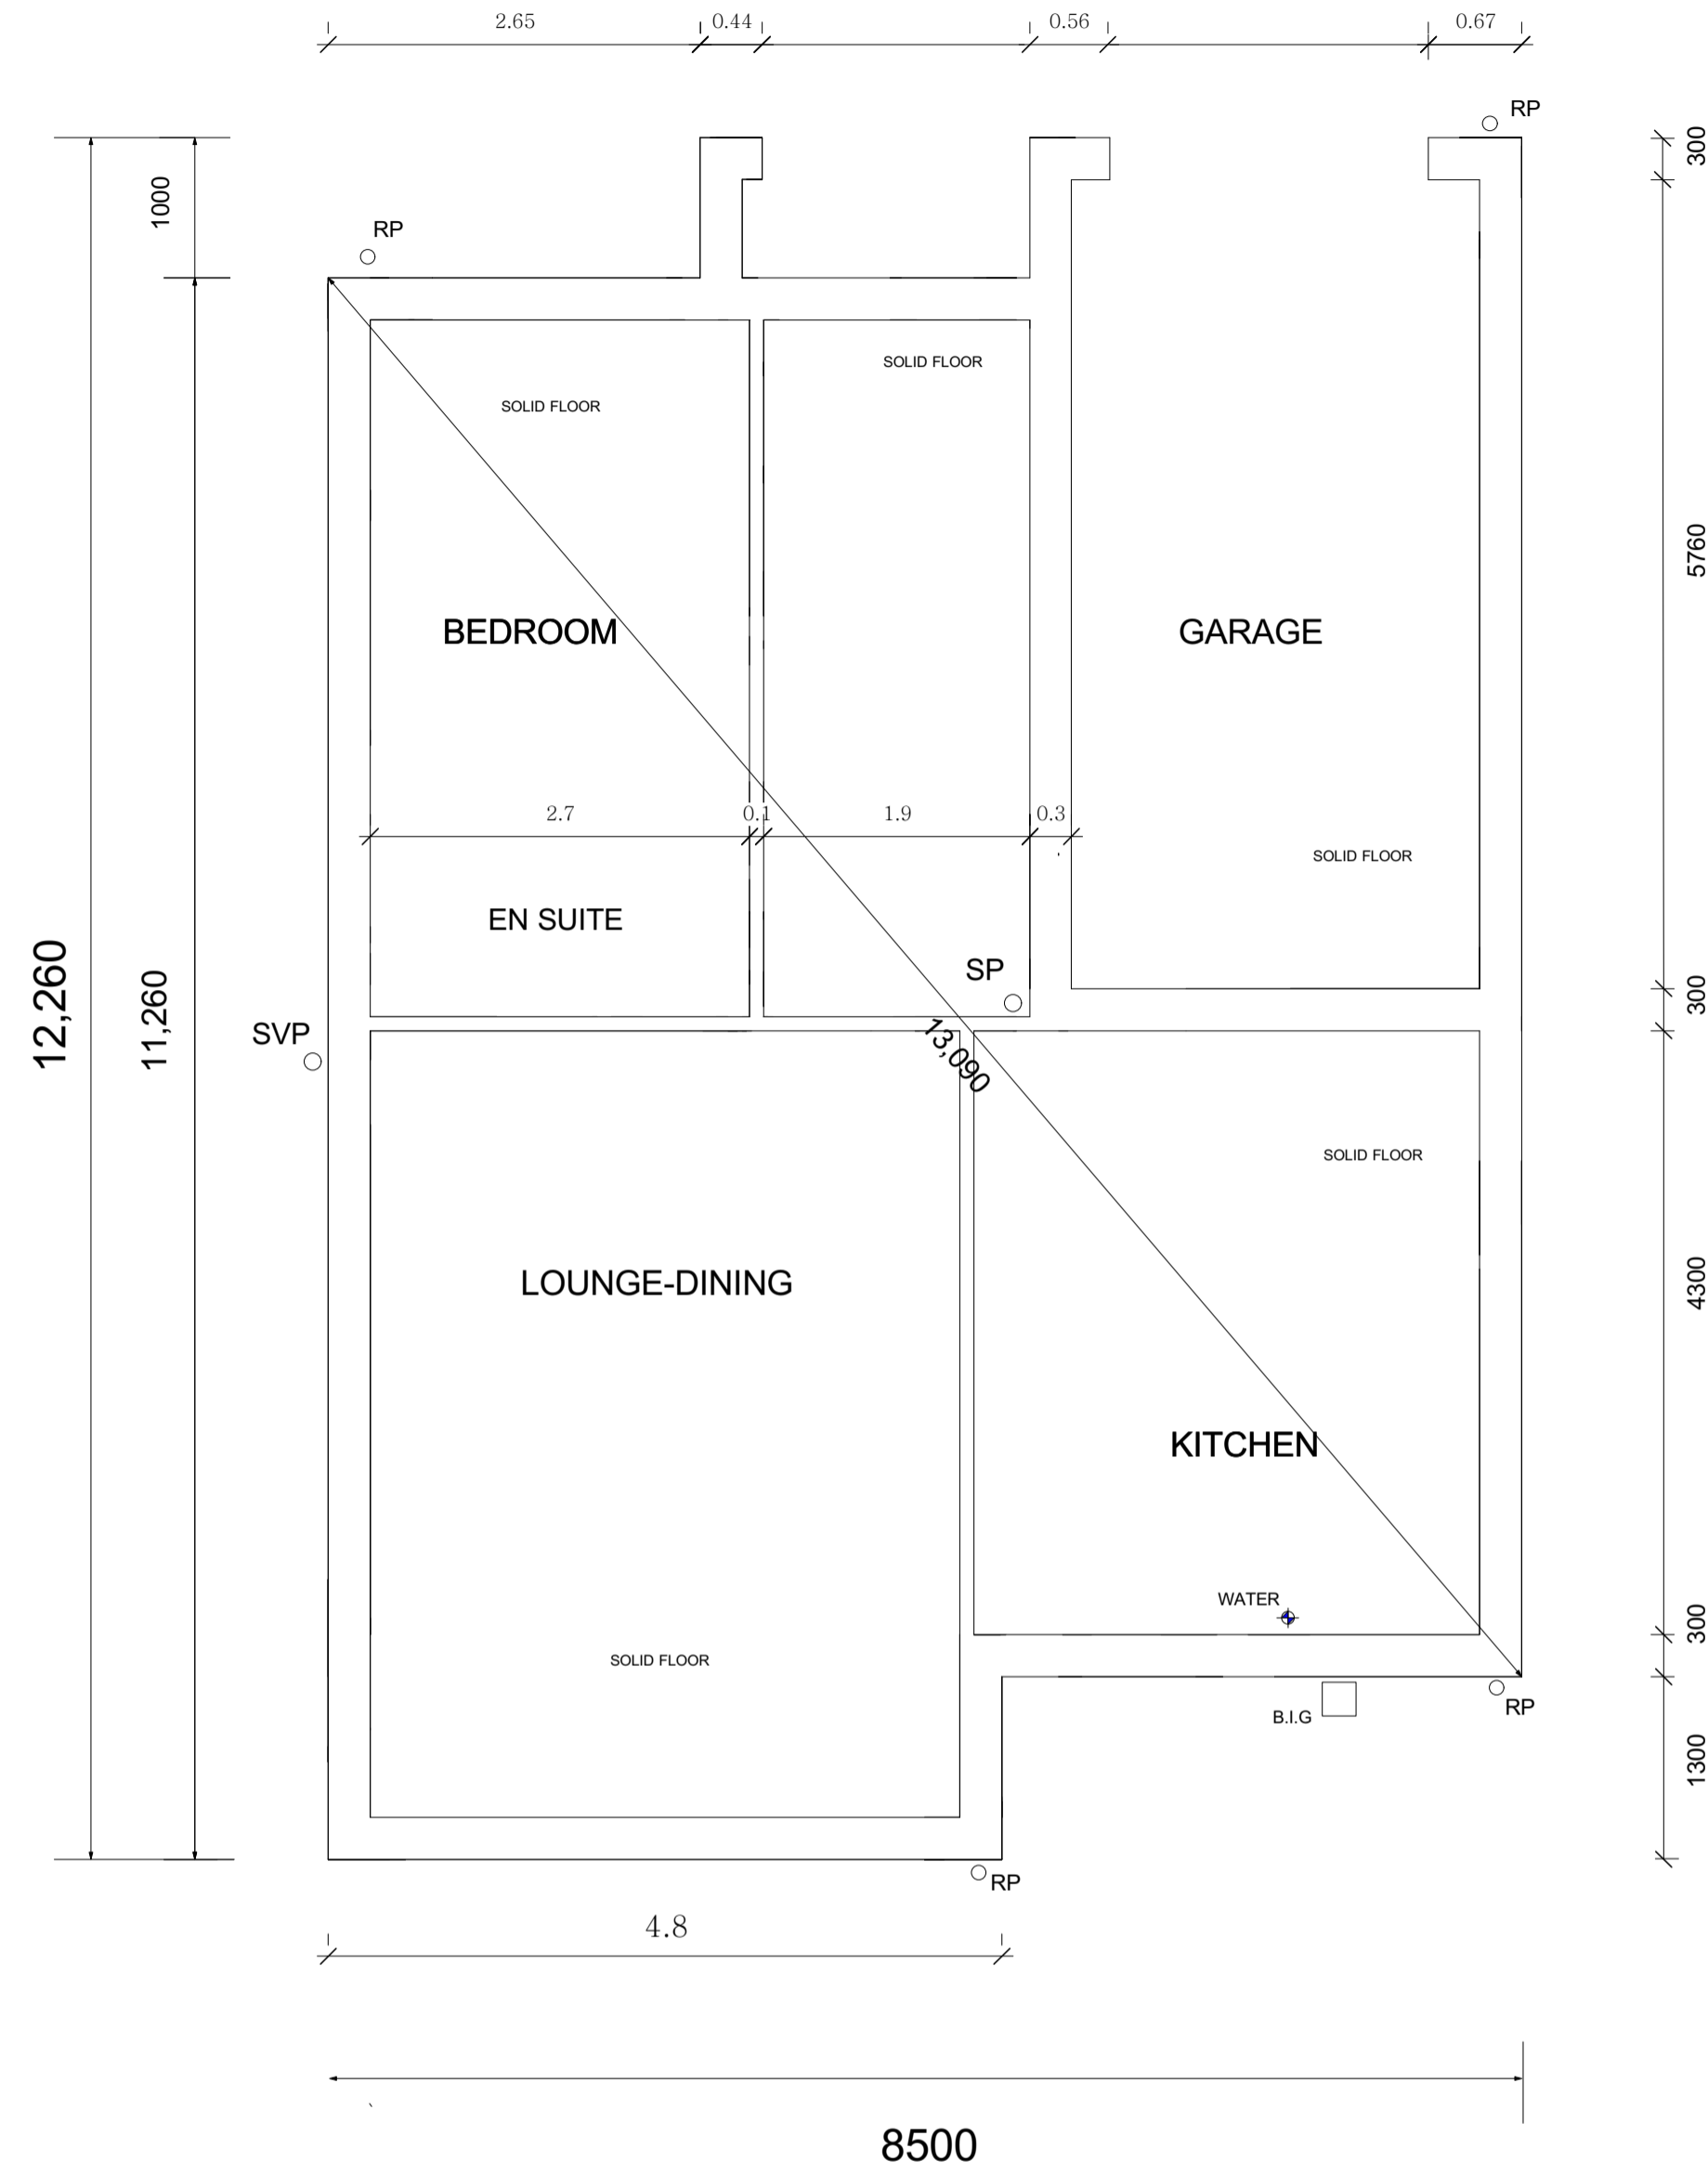 2.65
0.44
0.56
0.67
RP
300
1000
RP
SOLID FLOOR
SOLID FLOOR
5760
BEDROOM
GARAGE
2.7
0.1
1.9
0.3
SOLID FLOOR
EN SUITE
SP
300
12,260
11,260
SVP
13,090
SOLID FLOOR
LOUNGE-DINING
4300
KITCHEN
WATER
300
SOLID FLOOR
B.I.G
RP
1300
RP
4.8
8500